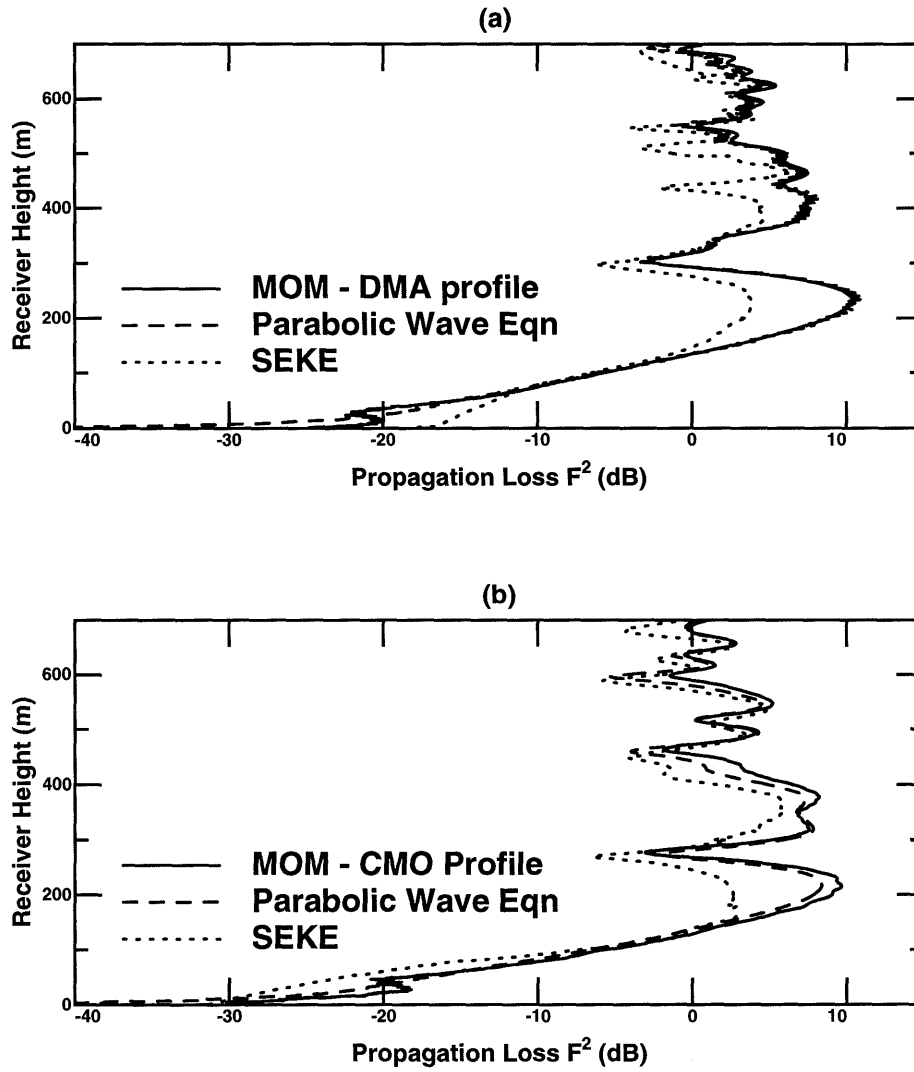 (a)
600
400
200
0
Receiver Height (m)
MOM - DMA profile
Parabolic Wave Eqn
SEKE
-40 -30 -20 -10 0 10
Propagation Loss F² (dB)
(b)
600
400
200
0
Receiver Height (m)
MOM - CMO Profile
Parabolic Wave Eqn
SEKE
-40 -30 -20 -10 0 10
Propagation Loss F² (dB)